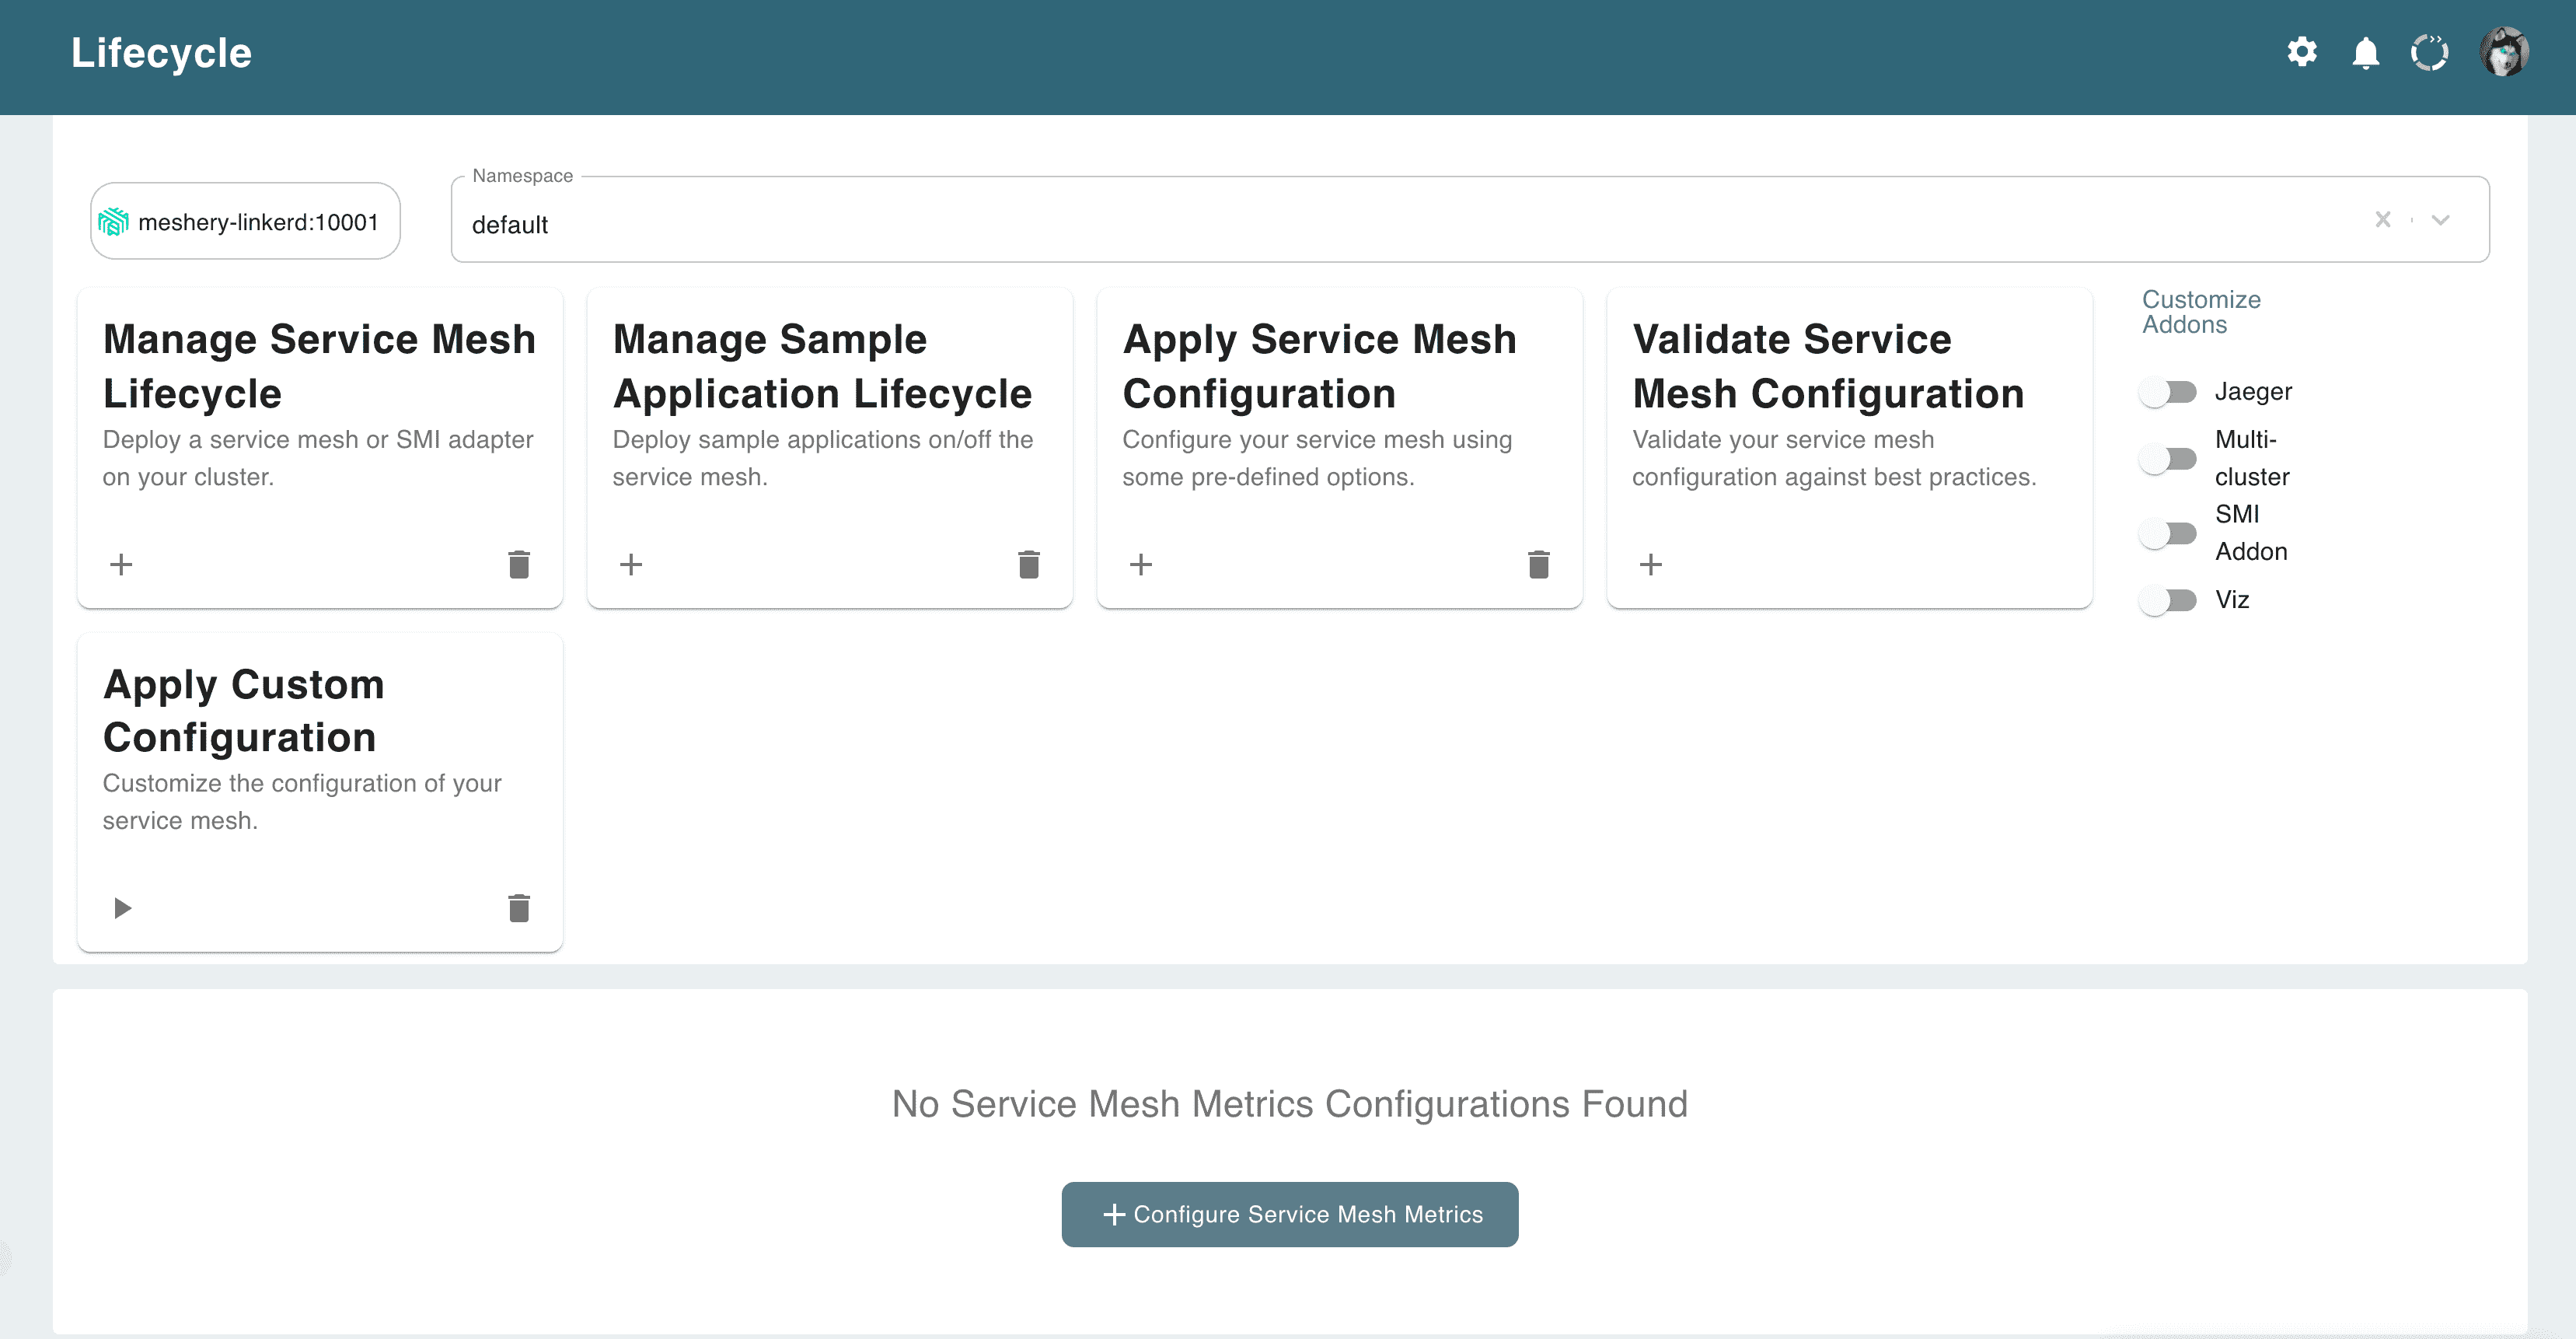 Lifecycle
Namespace
meshery-linkerd:10001
default
Manage Service Mesh
Lifecycle
Deploy a service mesh or SMI adapter
on your cluster.
Manage Sample
Application Lifecycle
Deploy sample applications on/off the
service mesh.
Apply Service Mesh
Configuration
Configure your service mesh using
some pre-defined options.
Validate Service
Mesh Configuration
Validate your service mesh
configuration against best practices.
Customize
Addons
Jaeger
Multi-
cluster
SMI
Addon
Viz
Apply Custom
Configuration
Customize the configuration of your
service mesh.
No Service Mesh Metrics Configurations Found
Configure Service Mesh Metrics